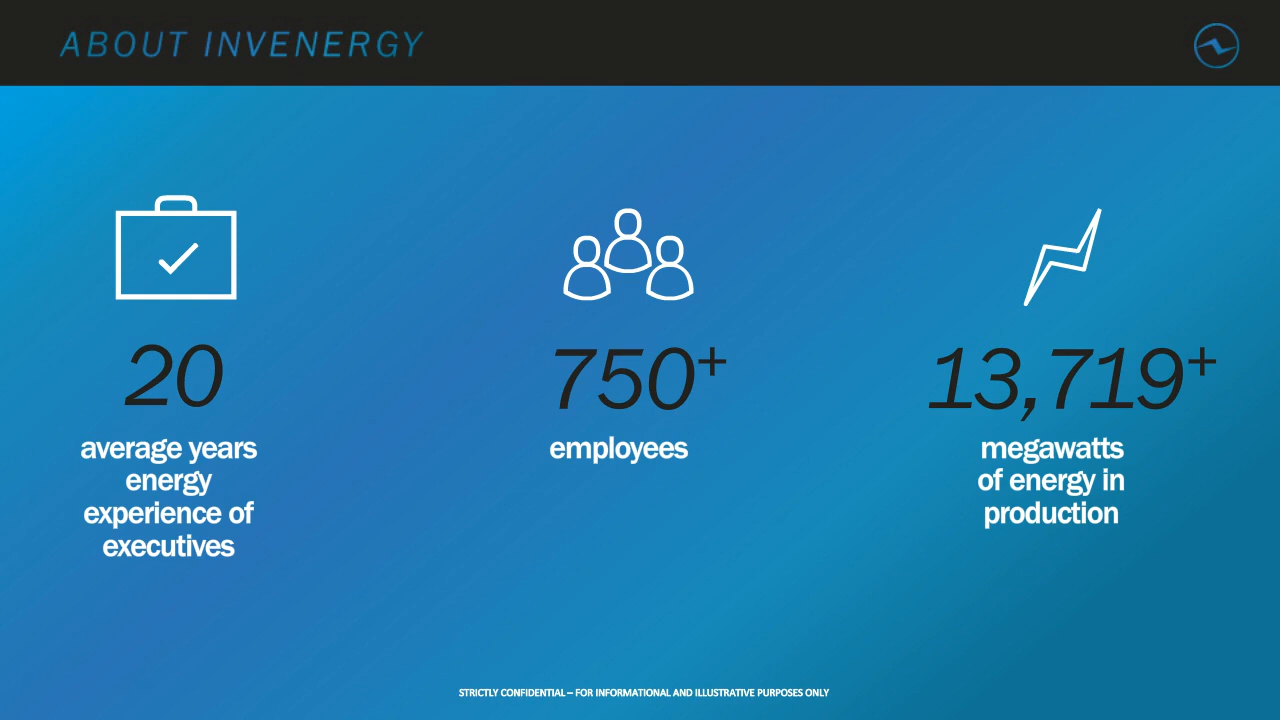 ABOUT INVENERGY
20
average years
energy
experience of
executives
750+
employees
13,719+
megawatts
of energy in
production
STRICTLY CONFIDENTIAL – FOR INFORMATIONAL AND ILLUSTRATIVE PURPOSES ONLY